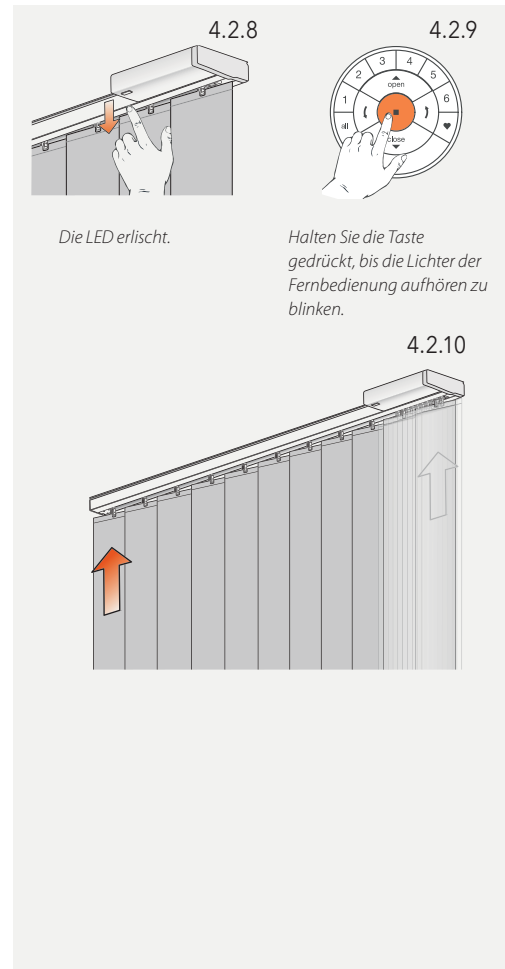 4.2.8
4.2.9
3 4
2 5
open
1 6
all
close
Die LED erlischt.
Halten Sie die Taste
gedrückt, bis die Lichter der
Fernbedienung aufhören zu
blinken.
4.2.10